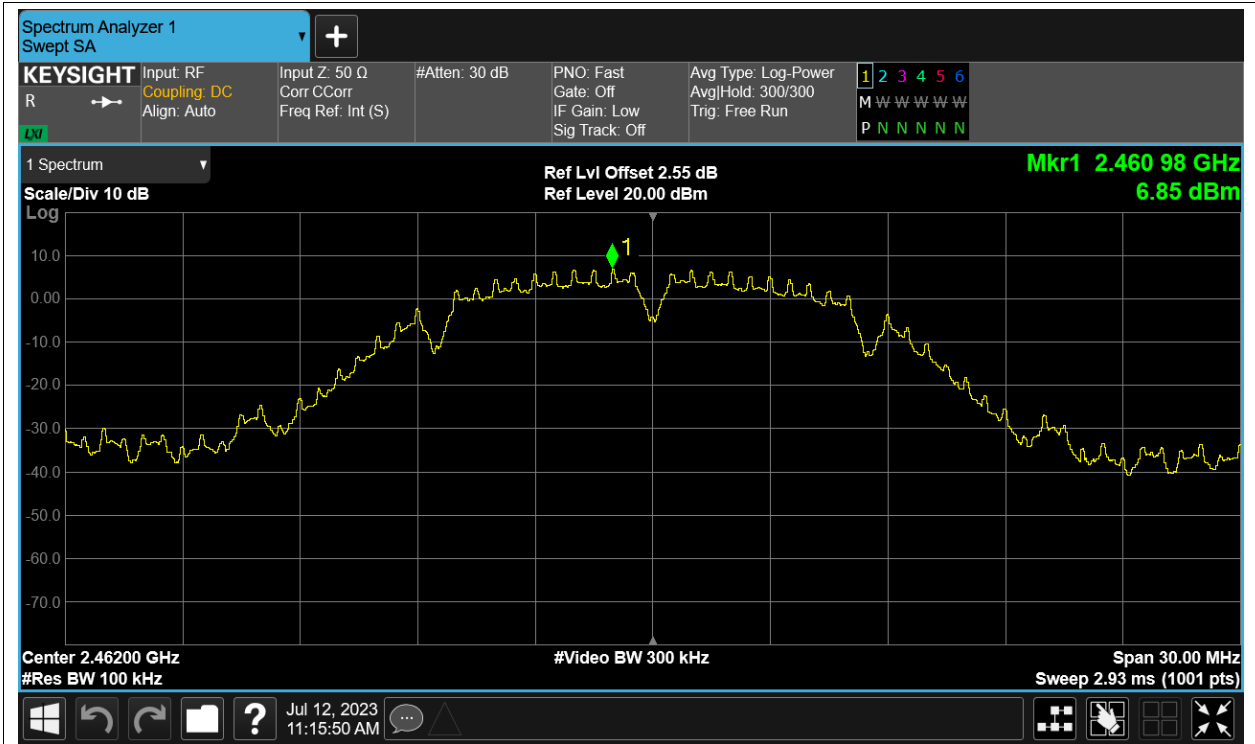 Spectrum Analyzer 1
Swept SA
KEYSIGHT
R
LXI
Input: RF
Coupling: DC
Align: Auto
Input Z: 50 Ω
Corr CCorr
Freq Ref: Int (S)
#Atten: 30 dB
PNO: Fast
Gate: Off
IF Gain: Low
Sig Track: Off
Avg Type: Log-Power
Avg|Hold: 300/300
Trig: Free Run
1 2 3 4 5 6
M W W W W W
P N N N N N
1 Spectrum
Scale/Div 10 dB
Log
Ref Lvl Offset 2.55 dB
Ref Level 20.00 dBm
Mkr1 2.460 98 GHz
6.85 dBm
1
10.0
0.00
-10.0
-20.0
-30.0
-40.0
-50.0
-60.0
-70.0
Center 2.46200 GHz
#Res BW 100 kHz
#Video BW 300 kHz
Span 30.00 MHz
Sweep 2.93 ms (1001 pts)
?
Jul 12, 2023
11:15:50 AM